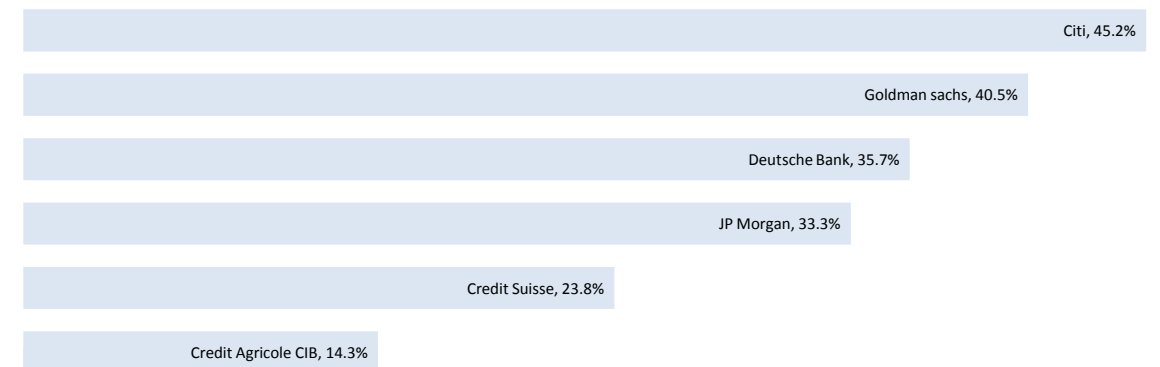 Citi, 45.2%
Goldman sachs, 40.5%
Deutsche Bank, 35.7%
JP Morgan, 33.3%
Credit Suisse, 23.8%
Credit Agricole CIB, 14.3%